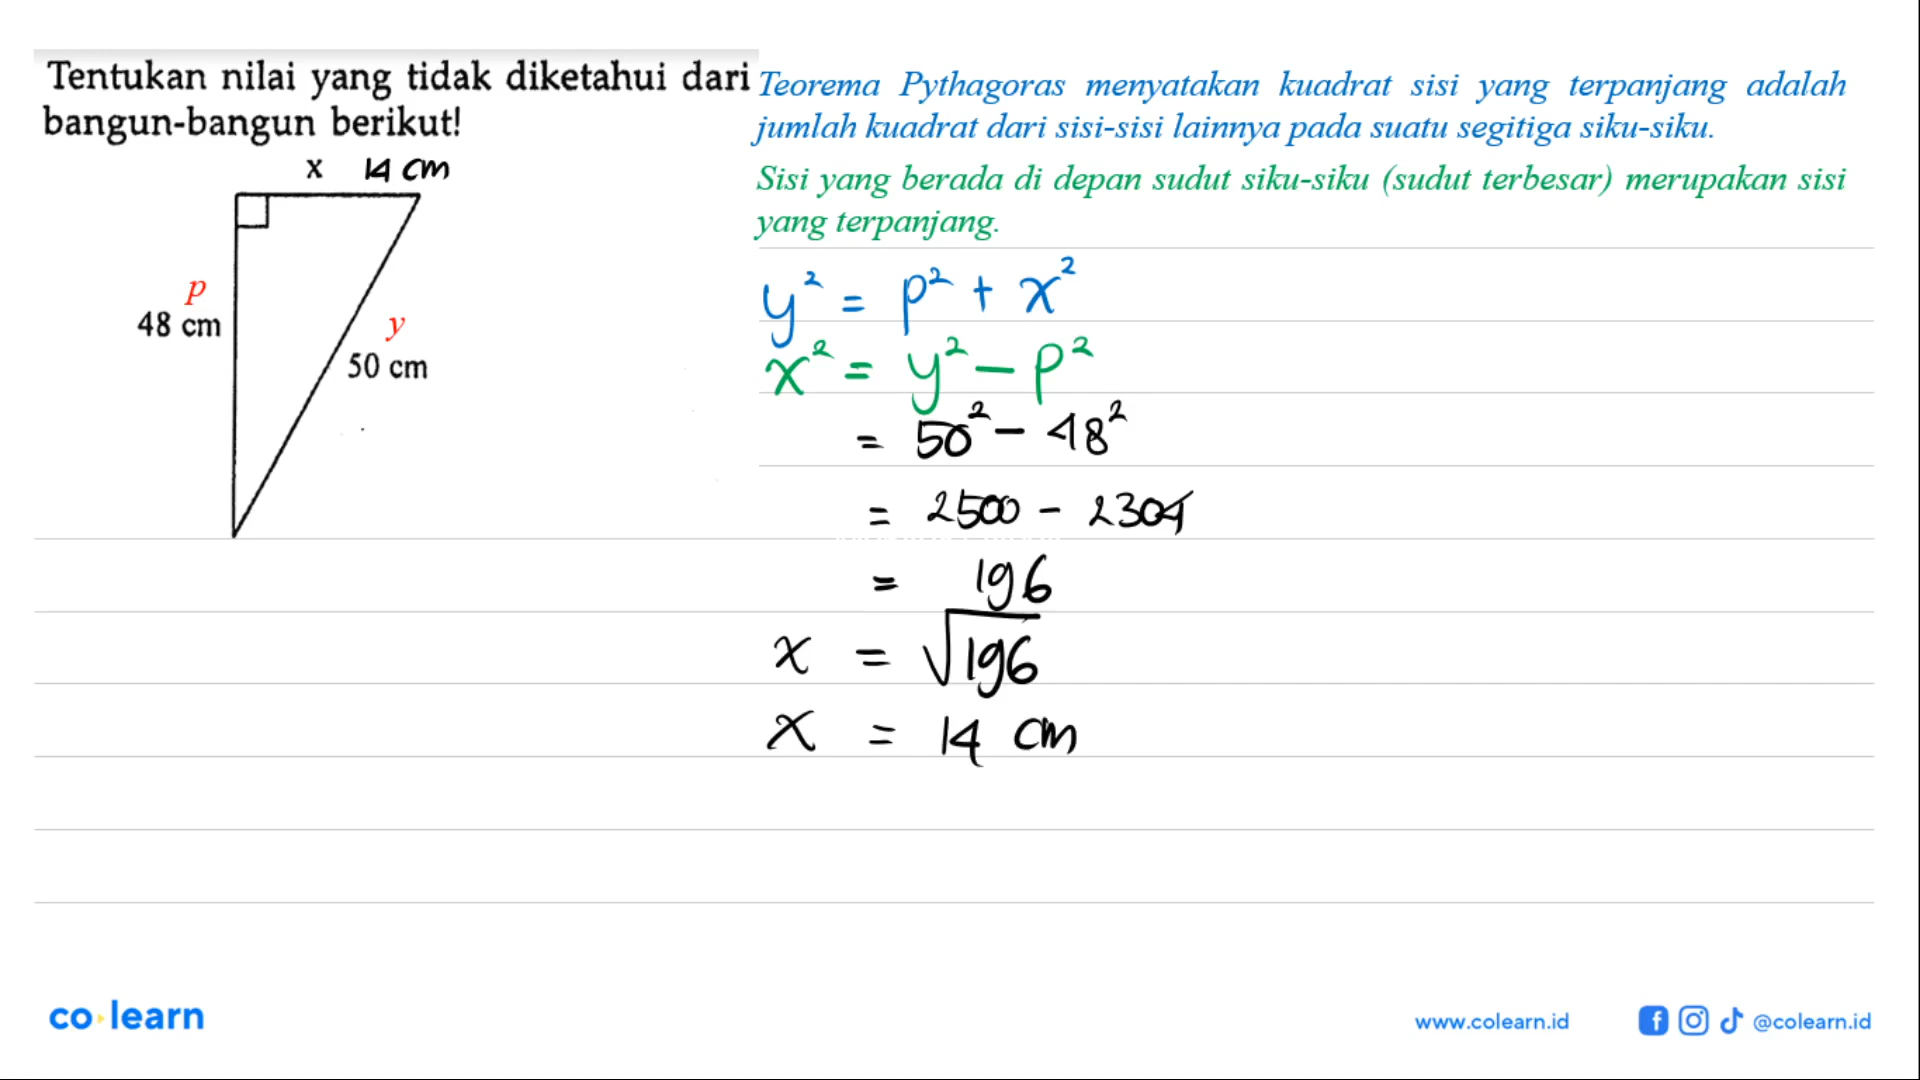 Tentukan nilai yang tidak diketahui dari
bangun-bangun berikut!
x 14 cm
p
48 cm
y
50 cm
Teorema Pythagoras menyatakan kuadrat sisi yang terpanjang adalah
jumlah kuadrat dari sisi-sisi lainnya pada suatu segitiga siku-siku.
Sisi yang berada di depan sudut siku-siku (sudut terbesar) merupakan sisi
yang terpanjang.
y² = p² + x²
x² = y² - p²
= 50² - 48²
= 2500 - 2304
= 196
x = √196
x = 14 cm
co learn
www.colearn.id
@colearn.id